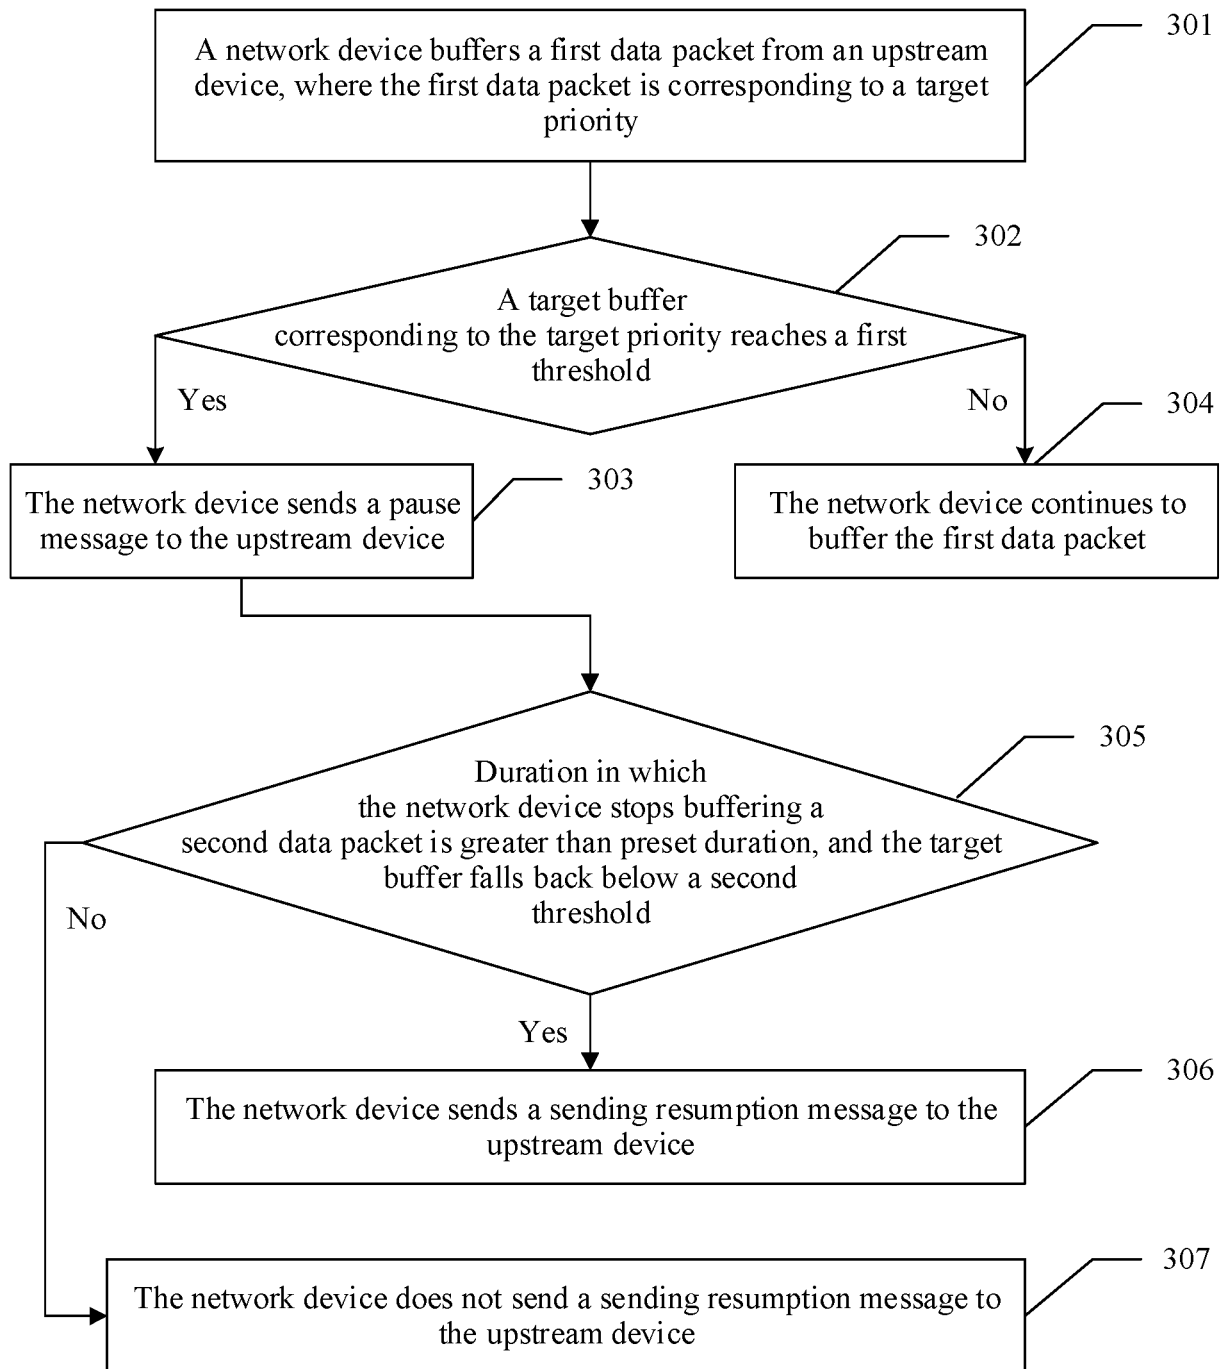 301
A network device buffers a first data packet from an upstream
device, where the first data packet is corresponding to a target
priority
302
A target buffer
corresponding to the target priority reaches a first
threshold
Yes
No
304
303
The network device sends a pause
message to the upstream device
The network device continues to
buffer the first data packet
305
Duration in which
the network device stops buffering a
second data packet is greater than preset duration, and the target
buffer falls back below a second
threshold
No
Yes
306
The network device sends a sending resumption message to the
upstream device
307
The network device does not send a sending resumption message to
the upstream device